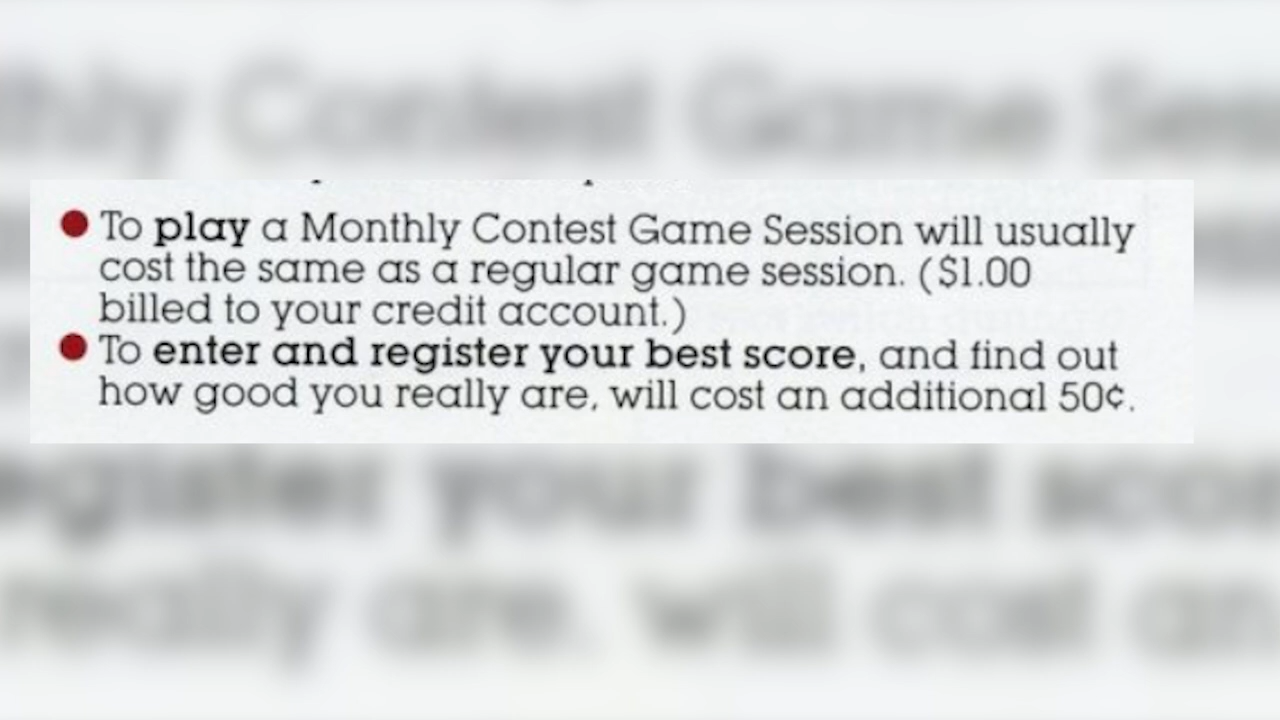 To play a Monthly Contest Game Session will usually
cost the same as a regular game session. ($1.00
billed to your credit account.)
To enter and register your best score, and find out
how good you really are, will cost an additional 50¢.